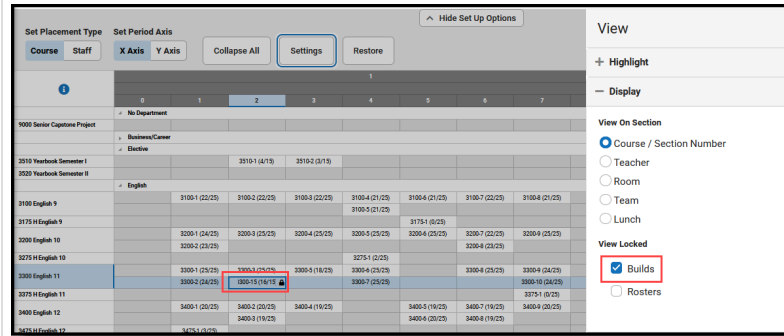 Hide Set Up Options
Set Placement Type Set Period Axis
Course Staff X Axis Y Axis Collapse All Settings Restore
1
0 1 2 3 4 5 6 7
No Department
9000 Senior Capstone Project
Business/Career
Elective
3510 Yearbook Semester I 3510-1 (4/15) 3510-2 (3/15)
3520 Yearbook Semester II
English
3100 English 9 3100-1 (22/25) 3100-2 (22/25) 3100-3 (22/25) 3100-4 (21/25) 3100-6 (21/25) 3100-7 (22/25) 3100-8 (21/25)
3100-5 (21/25)
3175 H English 9 3175-1 (0/25)
3200 English 10 3200-1 (24/25) 3200-3 (25/25) 3200-4 (25/25) 3200-5 (25/25) 3200-6 (25/25) 3200-7 (22/25) 3200-9 (25/25)
3200-2 (23/25) 3200-8 (23/25)
3275 H English 10 3275-1 (2/25)
3300 English 11 3300-1 (25/25) 3300-3 (25/25) 3300-5 (18/25) 3300-6 (25/25) 3300-8 (25/25) 3300-9 (24/25)
3300-2 (24/25) 300-15 (16/15 3300-7 (25/25) 3300-10 (24/25)
3375 H English 11 3375-1 (0/25)
3400 English 12 3400-1 (20/25) 3400-2 (20/25) 3400-4 (19/25) 3400-5 (19/25) 3400-7 (19/25) 3400-9 (20/25)
3400-3 (19/25) 3400-6 (20/25) 3400-8 (19/25)
3475 H English 12 3475-1 (3/25)
View
Highlight
Display
View On Section
Course / Section Number
Teacher
Room
Team
Lunch
View Locked
Builds
Rosters